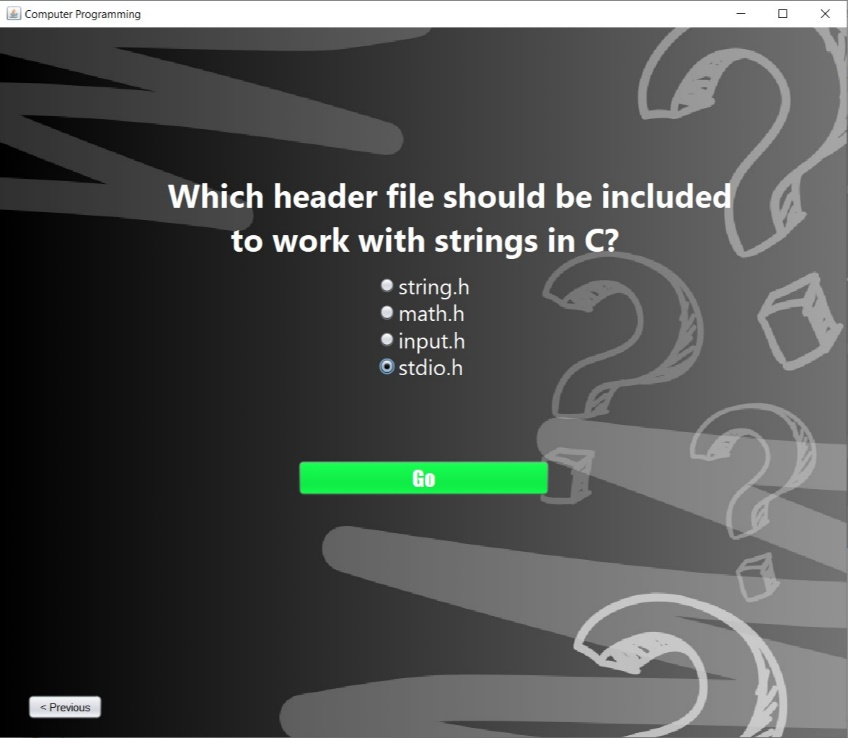 Computer Programming
Which header file should be included
to work with strings in C?
string.h
math.h
input.h
stdio.h
Go
< Previous